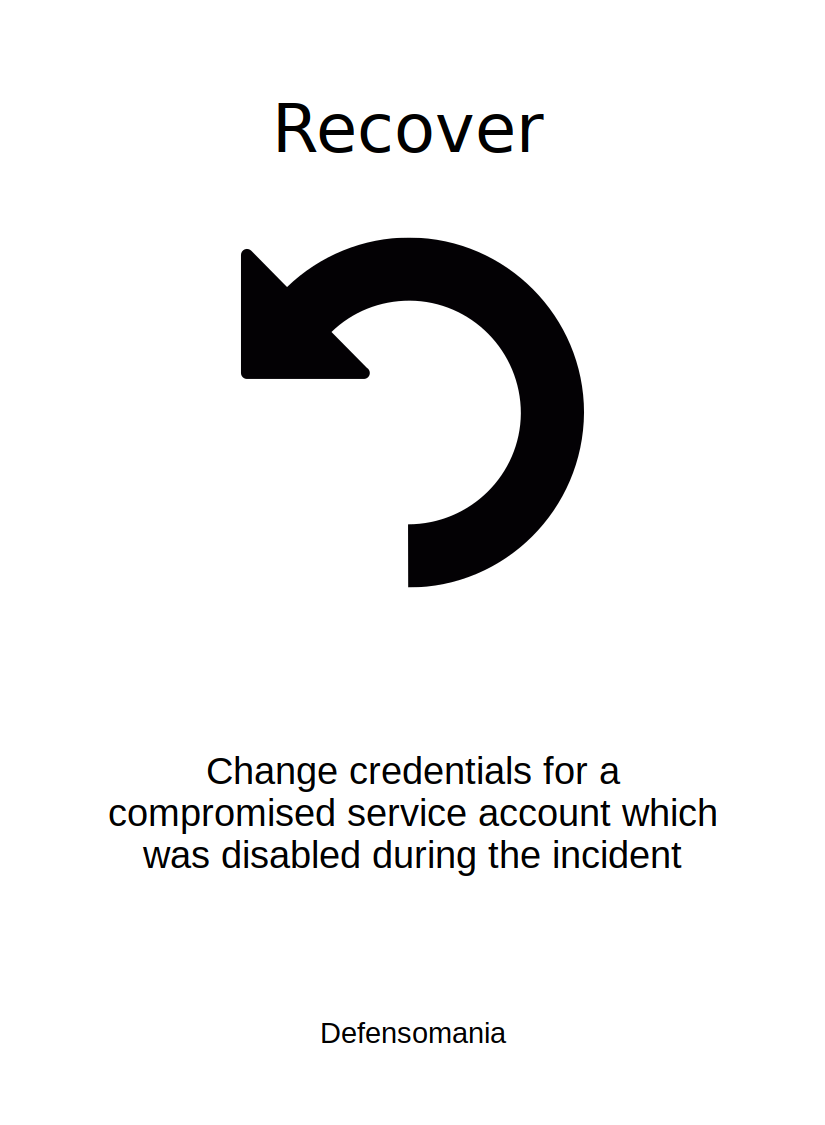 Recover
Change credentials for a
compromised service account which
was disabled during the incident
Defensomania